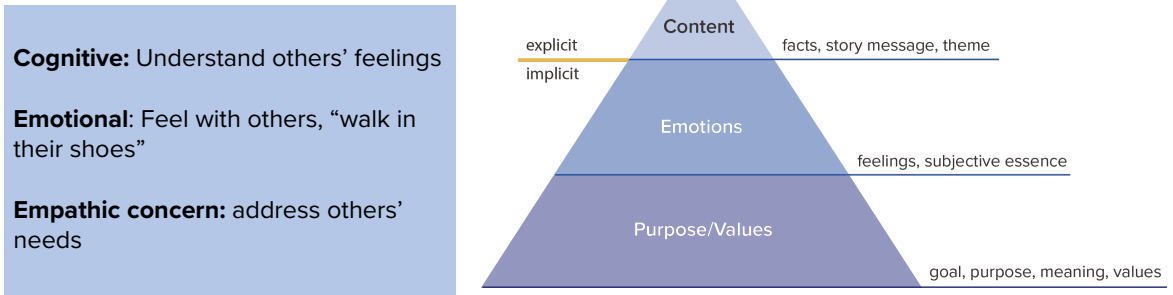 Cognitive: Understand others’ feelings
Emotional: Feel with others, “walk in
their shoes”
Empathic concern: address others’
needs
Content
explicit
facts, story message, theme
implicit
Emotions
feelings, subjective essence
Purpose/Values
goal, purpose, meaning, values